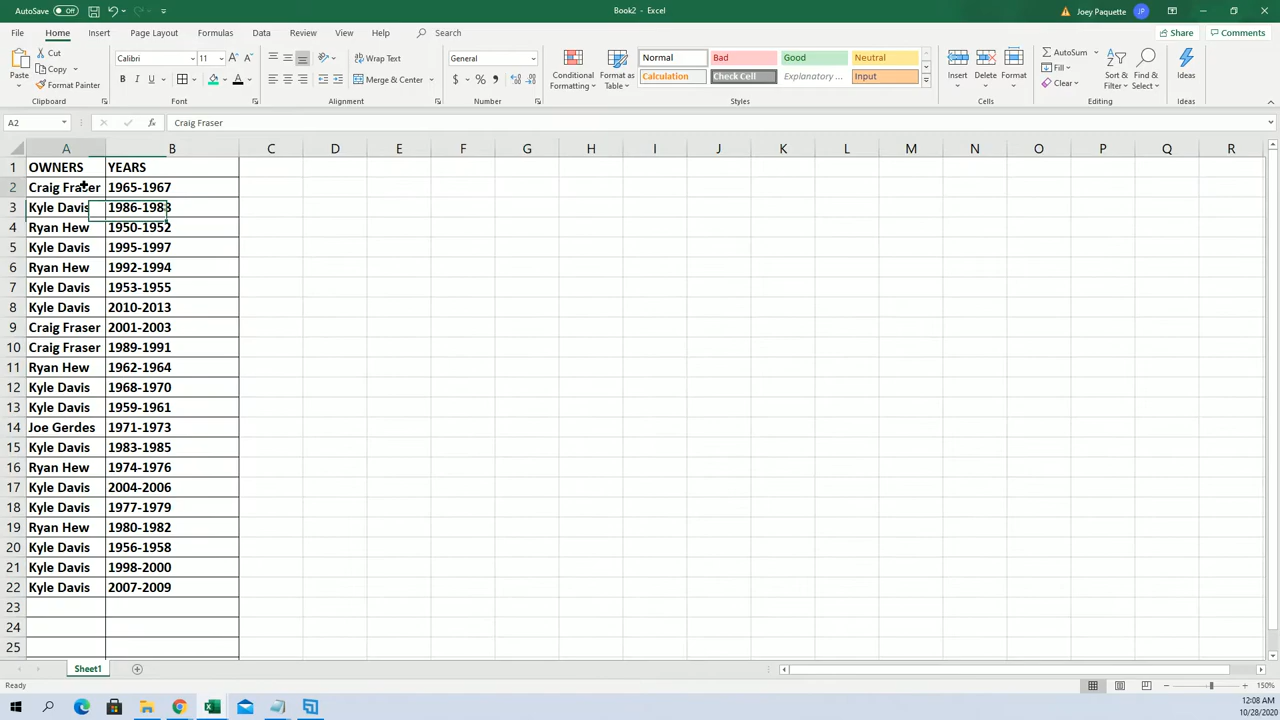 AutoSave Off Book2 - Excel Joey Paquette JP
File Home Insert Page Layout Formulas Data Review View Help Search Share Comments
Paste Cut Copy Format Painter Clipboard
Calibri 11 B I U A Font
Wrap Text Merge & Center Alignment
General $ % , Number
Conditional Formatting Format as Table
Normal Bad Good Neutral
Calculation Check Cell Explanatory ... Input
Styles
Insert Delete Format Cells
AutoSum Fill Clear Sort & Filter Find & Select Editing
Ideas Ideas
A2 fx Craig Fraser
A B C D E F G H I J K L M N O P Q R
1 OWNERS YEARS
2 Craig Fraser 1965-1967
3 Kyle Davis 1986-1988
4 Ryan Hew 1950-1952
5 Kyle Davis 1995-1997
6 Ryan Hew 1992-1994
7 Kyle Davis 1953-1955
8 Kyle Davis 2010-2013
9 Craig Fraser 2001-2003
10 Craig Fraser 1989-1991
11 Ryan Hew 1962-1964
12 Kyle Davis 1968-1970
13 Kyle Davis 1959-1961
14 Joe Gerdes 1971-1973
15 Kyle Davis 1983-1985
16 Ryan Hew 1974-1976
17 Kyle Davis 2004-2006
18 Kyle Davis 1977-1979
19 Ryan Hew 1980-1982
20 Kyle Davis 1956-1958
21 Kyle Davis 1998-2000
22 Kyle Davis 2007-2009
23
24
25
Sheet1
Ready 150%
12:08 AM
10/28/2020